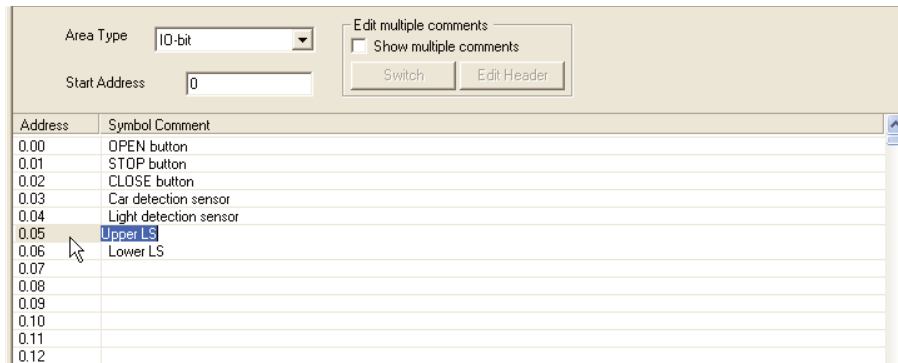 Edit multiple comments
Area Type IO-bit
Show multiple comments
Switch Edit Header
Start Address 0
Address Symbol Comment
0.00 OPEN button
0.01 STOP button
0.02 CLOSE button
0.03 Car detection sensor
0.04 Light detection sensor
0.05 Upper LS
0.06 Lower LS
0.07
0.08
0.09
0.10
0.11
0.12